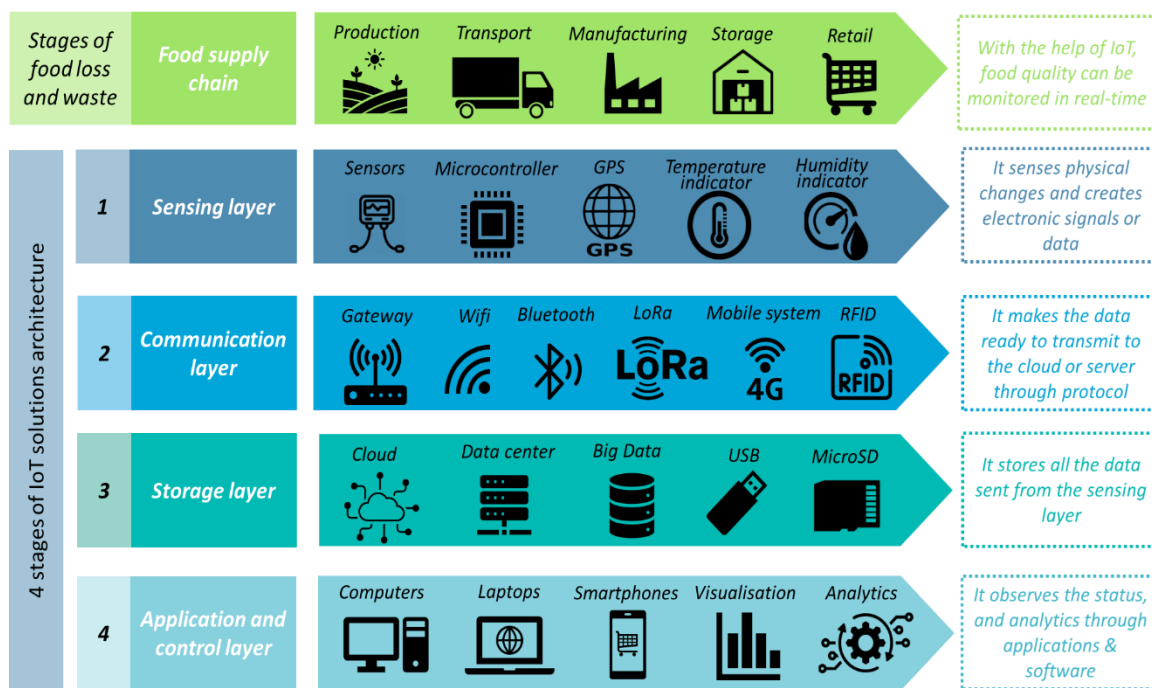 Stages of
food loss
and waste
Food supply
chain
Production
Transport
Manufacturing
Storage
Retail
With the help of IoT,
food quality can be
monitored in real-time
4 stages of IoT solutions architecture
1
Sensing layer
Sensors
Microcontroller
GPS
GPS
Temperature
indicator
Humidity
indicator
It senses physical
changes and creates
electronic signals or
data
2
Communication
layer
Gateway
Wifi
Bluetooth
LoRa
LoRa
Mobile system
4G
RFID
RFID
It makes the data
ready to transmit to
the cloud or server
through protocol
3
Storage layer
Cloud
Data center
Big Data
USB
MicroSD
It stores all the data
sent from the sensing
layer
4
Application and
control layer
Computers
Laptops
Smartphones
Visualisation
Analytics
It observes the status,
and analytics through
applications &
software